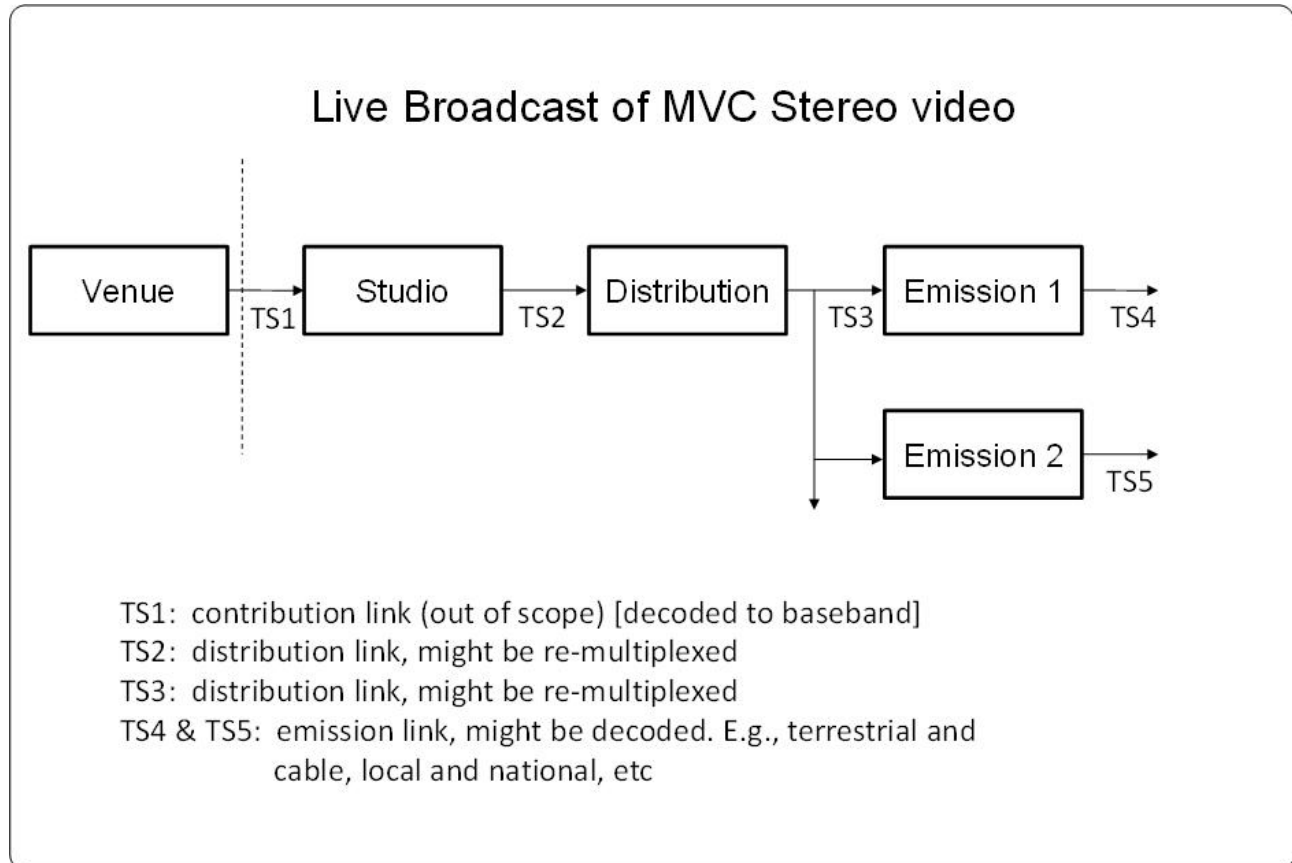 Live Broadcast of MVC Stereo video
Venue
TS1
Studio
TS2
Distribution
TS3
Emission 1
TS4
Emission 2
TS5
TS1: contribution link (out of scope) [decoded to baseband]
TS2: distribution link, might be re-multiplexed
TS3: distribution link, might be re-multiplexed
TS4 & TS5: emission link, might be decoded. E.g., terrestrial and
cable, local and national, etc